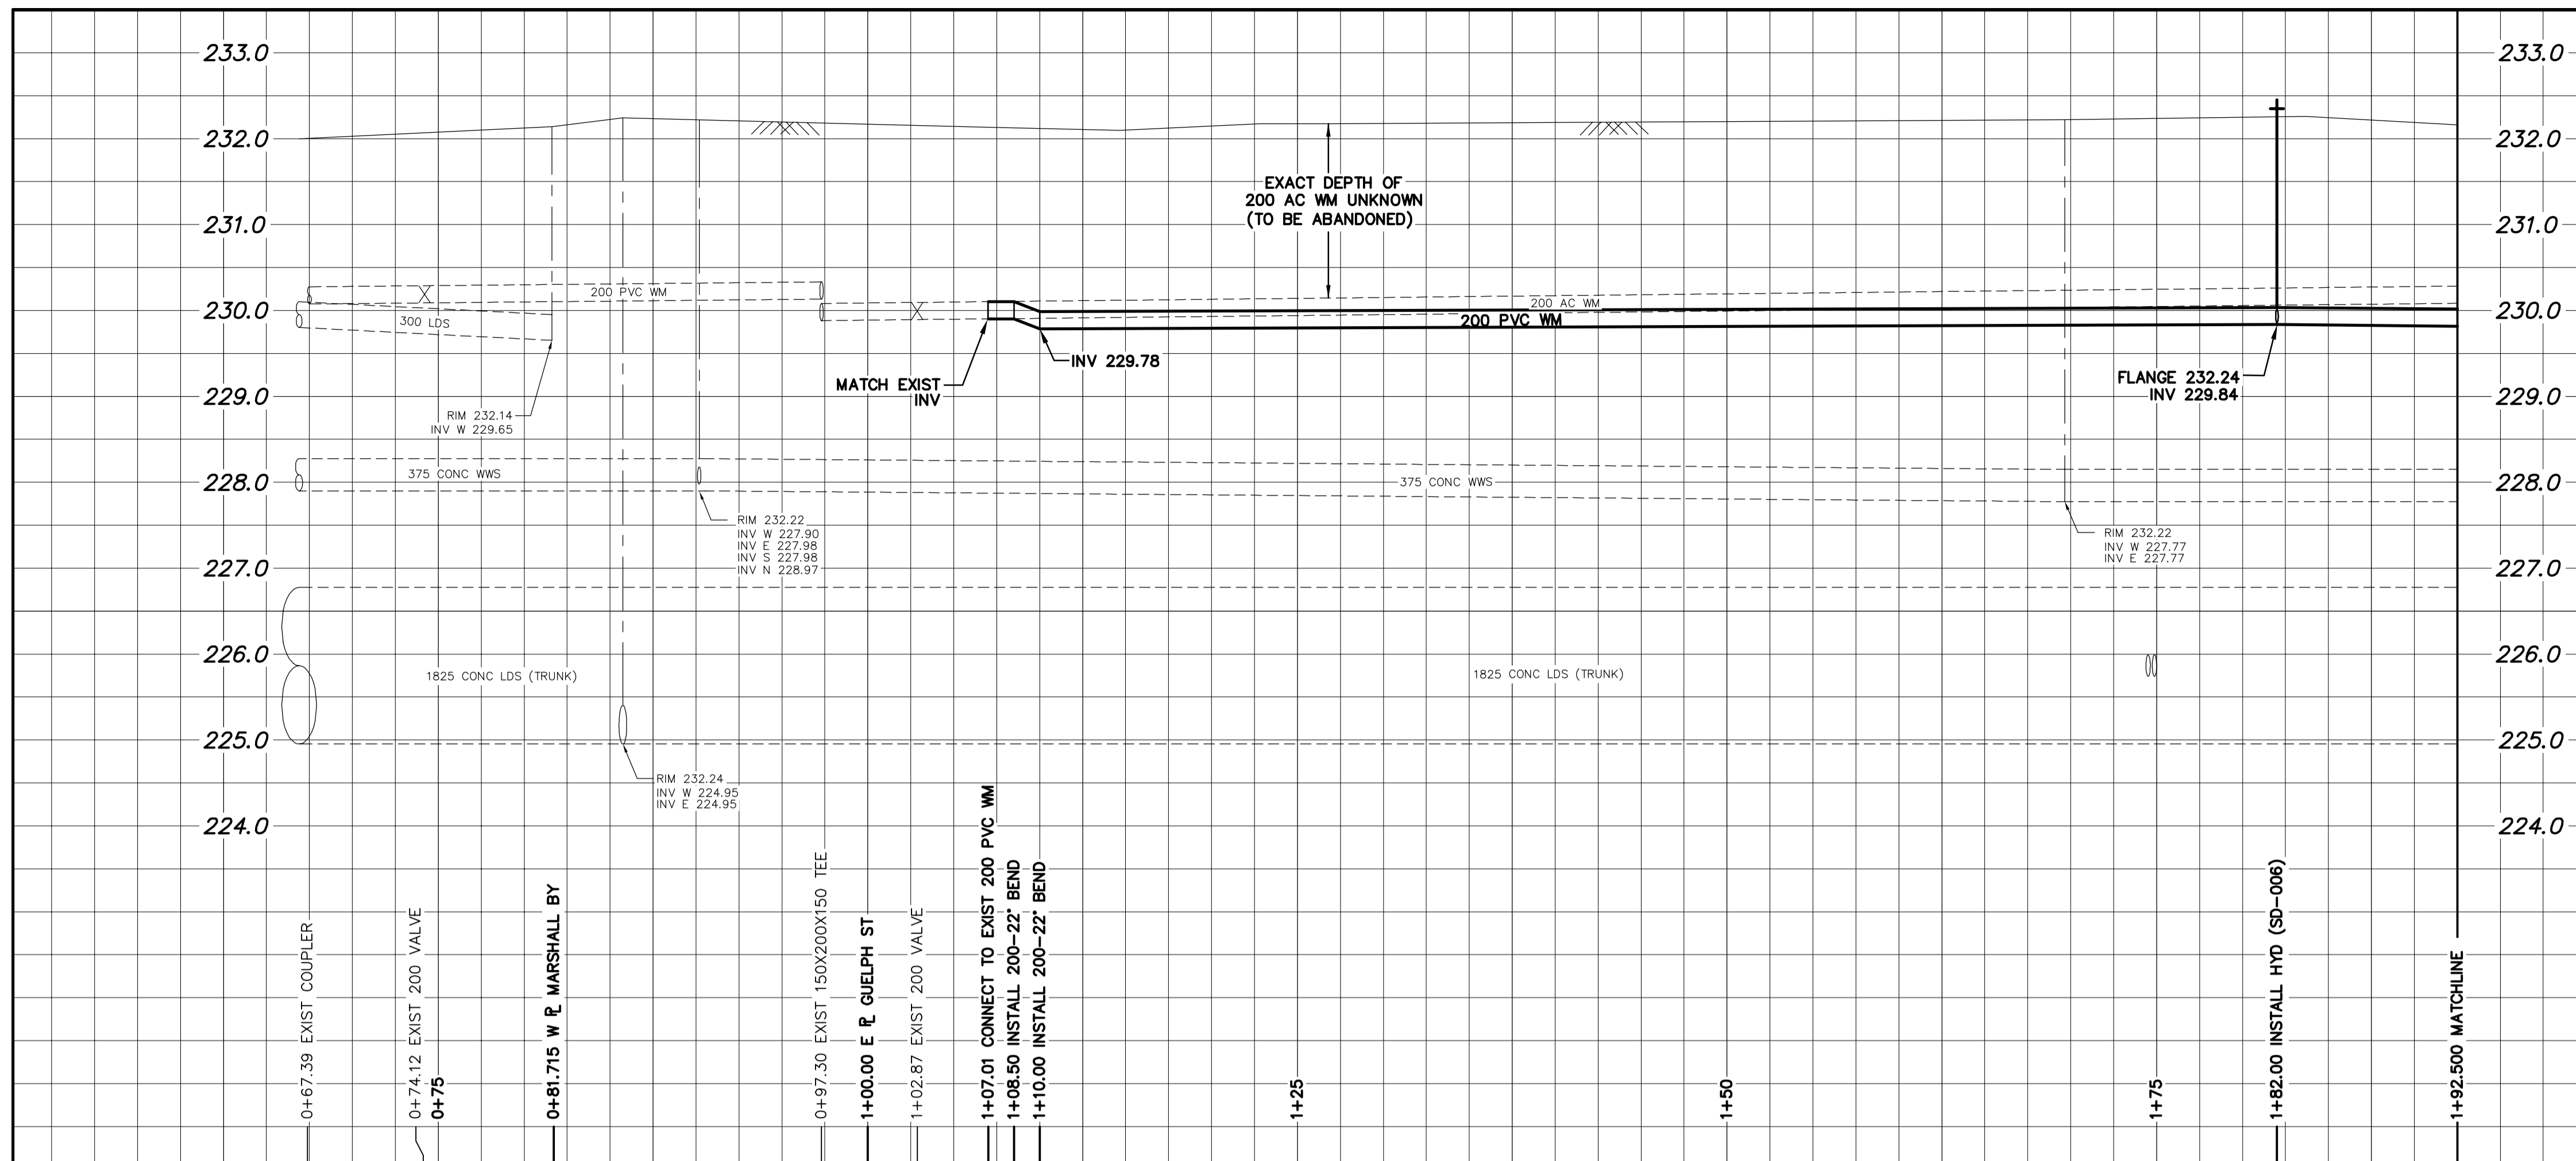 233.0
233.0
232.0
232.0
EXACT DEPTH OF
200 AC WM UNKNOWN
(TO BE ABANDONED)
231.0
231.0
200 PVC WM
200 AC WM
230.0
230.0
300 LDS
200 PVC WM
INV 229.78
MATCH EXIST
INV
FLANGE 232.24
INV 229.84
229.0
229.0
RIM 232.14
INV W 229.65
375 CONC WWS
375 CONC WWS
228.0
228.0
RIM 232.22
INV W 227.90
INV E 227.98
INV S 227.98
INV N 228.97
RIM 232.22
INV W 227.77
INV E 227.77
227.0
227.0
226.0
226.0
1825 CONC LDS (TRUNK)
1825 CONC LDS (TRUNK)
225.0
225.0
RIM 232.24
INV W 224.95
INV E 224.95
224.0
224.0
0+67.39 EXIST COUPLER
0+74.12 EXIST 200 VALVE
0+75
0+81.715 W PL MARSHALL BY
0+97.30 EXIST 150X200X150 TEE
1+00.00 E PL GUELPH ST
1+02.87 EXIST 200 VALVE
1+07.01 CONNECT TO EXIST 200 PVC WM
1+08.50 INSTALL 200-22° BEND
1+10.00 INSTALL 200-22° BEND
1+25
1+50
1+75
1+82.00 INSTALL HYD (SD-006)
1+92.500 MATCHLINE